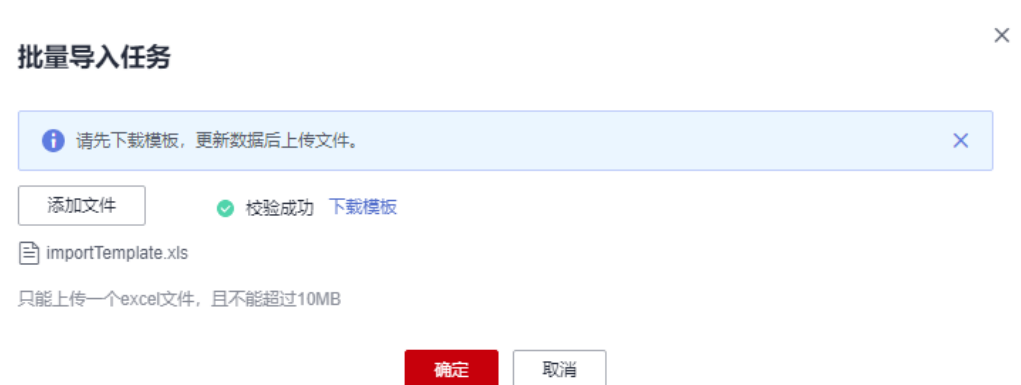 批量导入任务
请先下载模板，更新数据后上传文件。
添加文件 校验成功 下载模板
importTemplate.xls
只能上传一个excel文件，且不能超过10MB
确定 取消